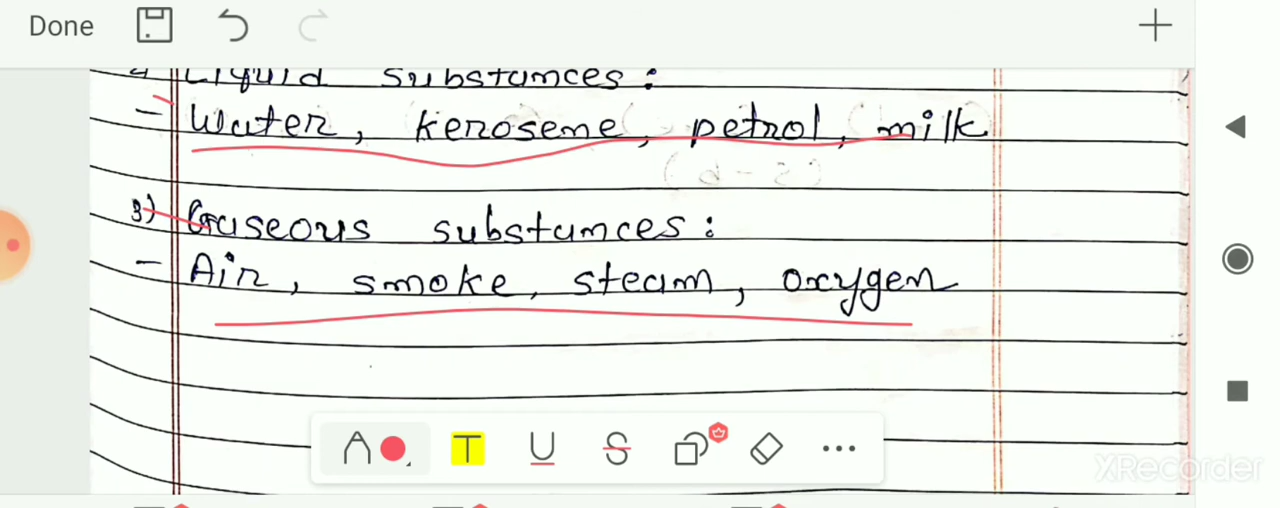 Done
Liquid substances:
- Water, kerosene, petrol, milk
3) Gaseous substances:
- Air, smoke, steam, oxygen
A T U S ...
XRecorder